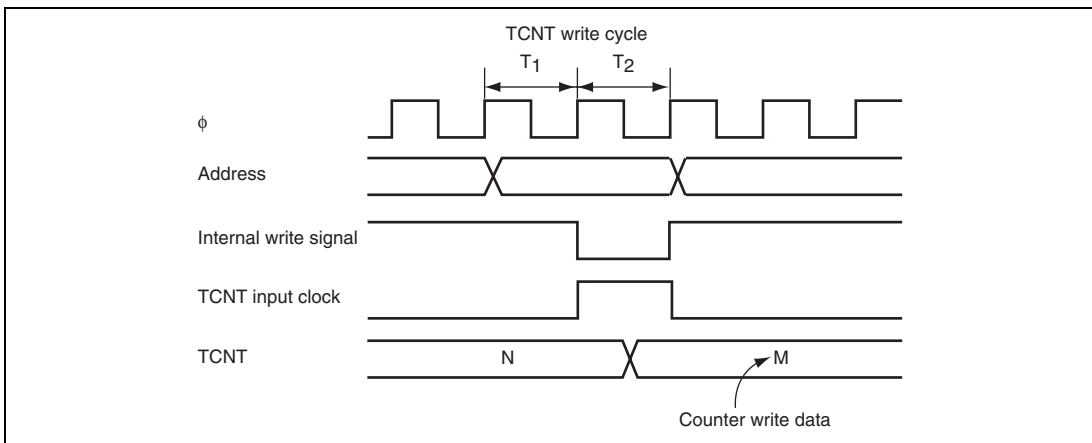 TCNT write cycle
T1 T2
ϕ
Address
Internal write signal
TCNT input clock
TCNT N M
Counter write data